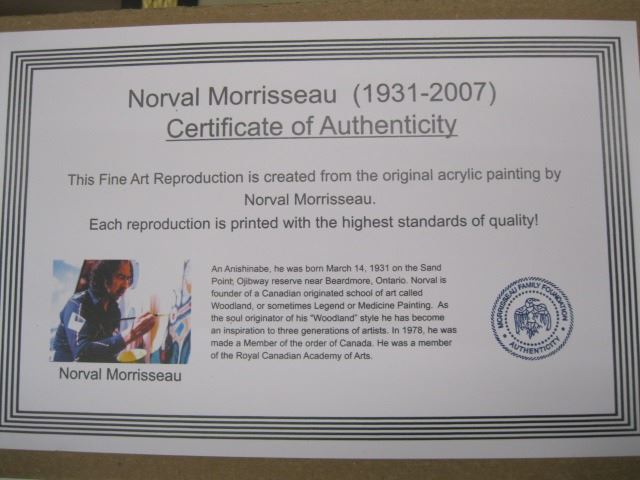 Norval Morrisseau (1931-2007)
Certificate of Authenticity
This Fine Art Reproduction is created from the original acrylic painting by
Norval Morrisseau.
Each reproduction is printed with the highest standards of quality!
An Anishinabe, he was born March 14, 1931 on the Sand
Point; Ojibway reserve near Beardmore, Ontario. Norval is
founder of a Canadian originated school of art called
Woodland, or sometimes Legend or Medicine Painting. As
the soul originator of his "Woodland" style he has become
an inspiration to three generations of artists. In 1978, he was
made a Member of the order of Canada. He was a member
of the Royal Canadian Academy of Arts.
Norval Morrisseau
MORRISSEAU FAMILY FOUNDATION
AUTHENTICITY